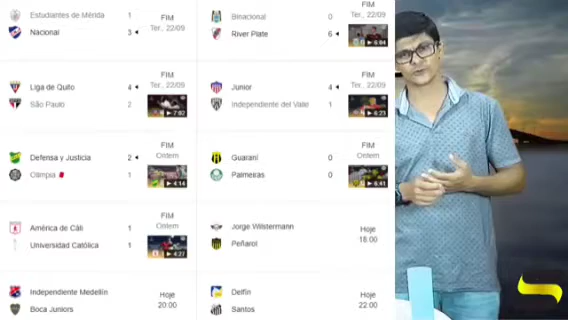 Estudiantes de Mérida 1
Nacional 3
FIM
Ter., 22/09
Binacional 0
River Plate 6
FIM
Ter., 22/09
5:04
Liga de Quito 4
São Paulo 2
FIM
Ter., 22/09
7:02
Junior 4
Independiente del Valle 1
FIM
Ter., 22/09
6:23
Defensa y Justicia 2
Olimpia 1
FIM
Ontem
4:14
Guaraní 0
Palmeiras 0
FIM
Ontem
6:41
América de Cáli 1
Universidad Católica 1
FIM
Ontem
4:27
Jorge Wilstermann
Peñarol
Hoje
18:00
Independiente Medellín
Boca Juniors
Hoje
20:00
Delfín
Santos
Hoje
22:00